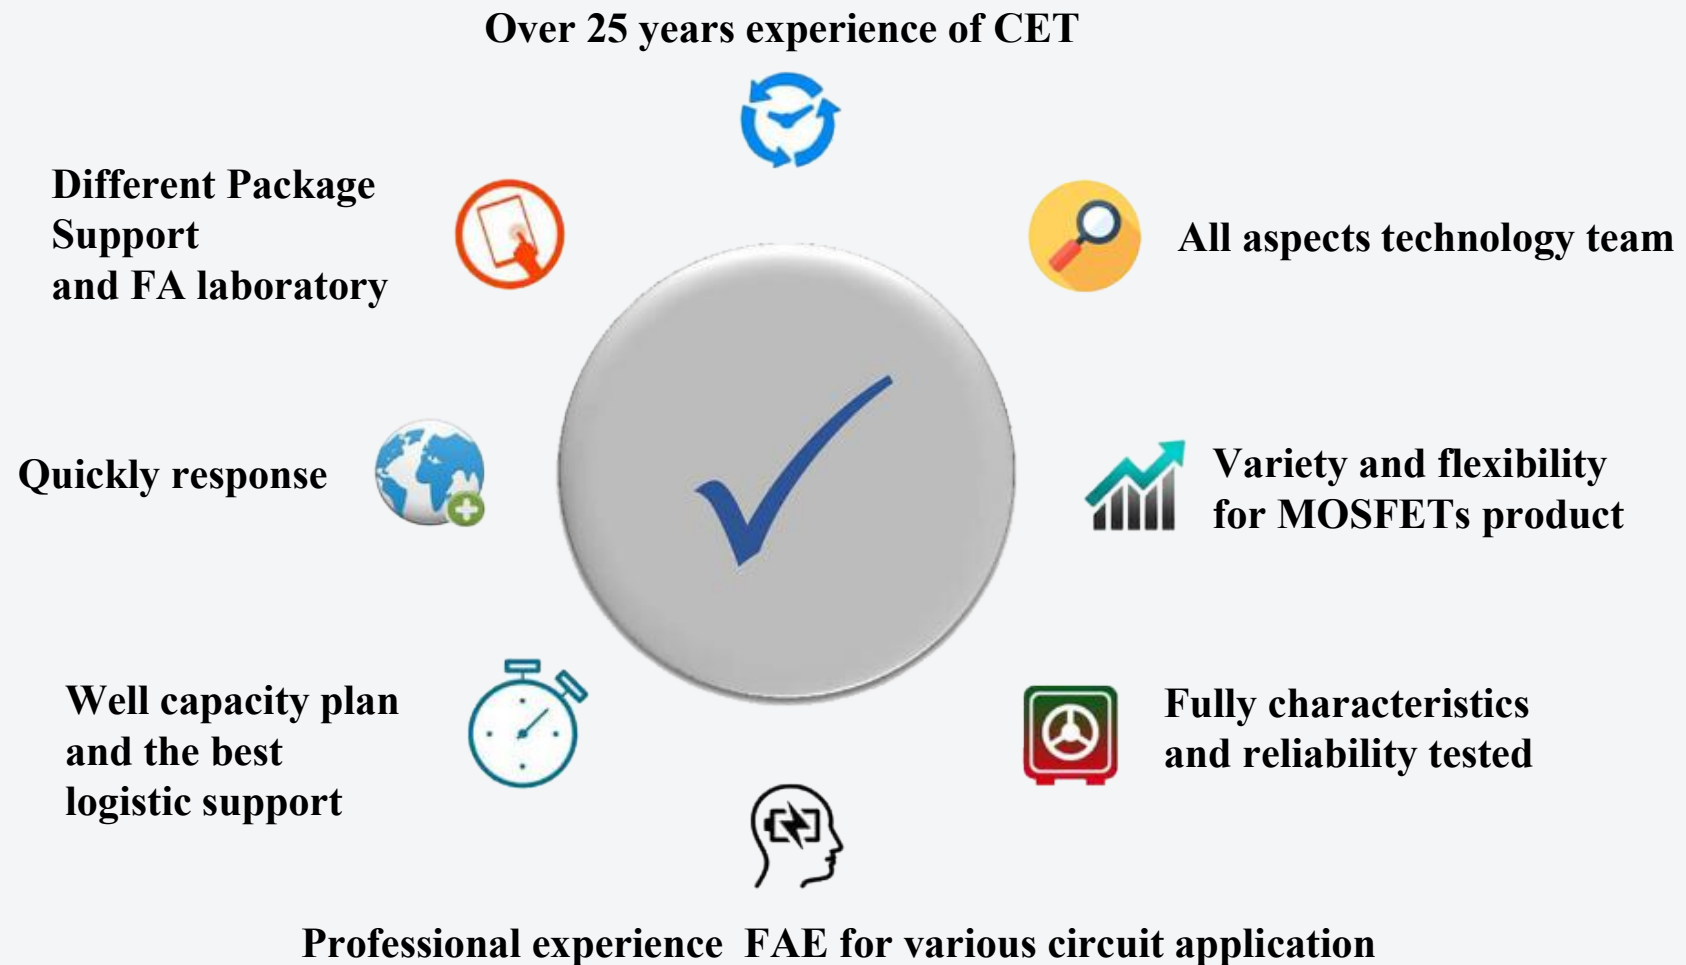 Over 25 years experience of CET
Different Package
Support
and FA laboratory
All aspects technology team
Quickly response
Variety and flexibility
for MOSFETs product
Well capacity plan
and the best
logistic support
Fully characteristics
and reliability tested
Professional experience  FAE for various circuit application